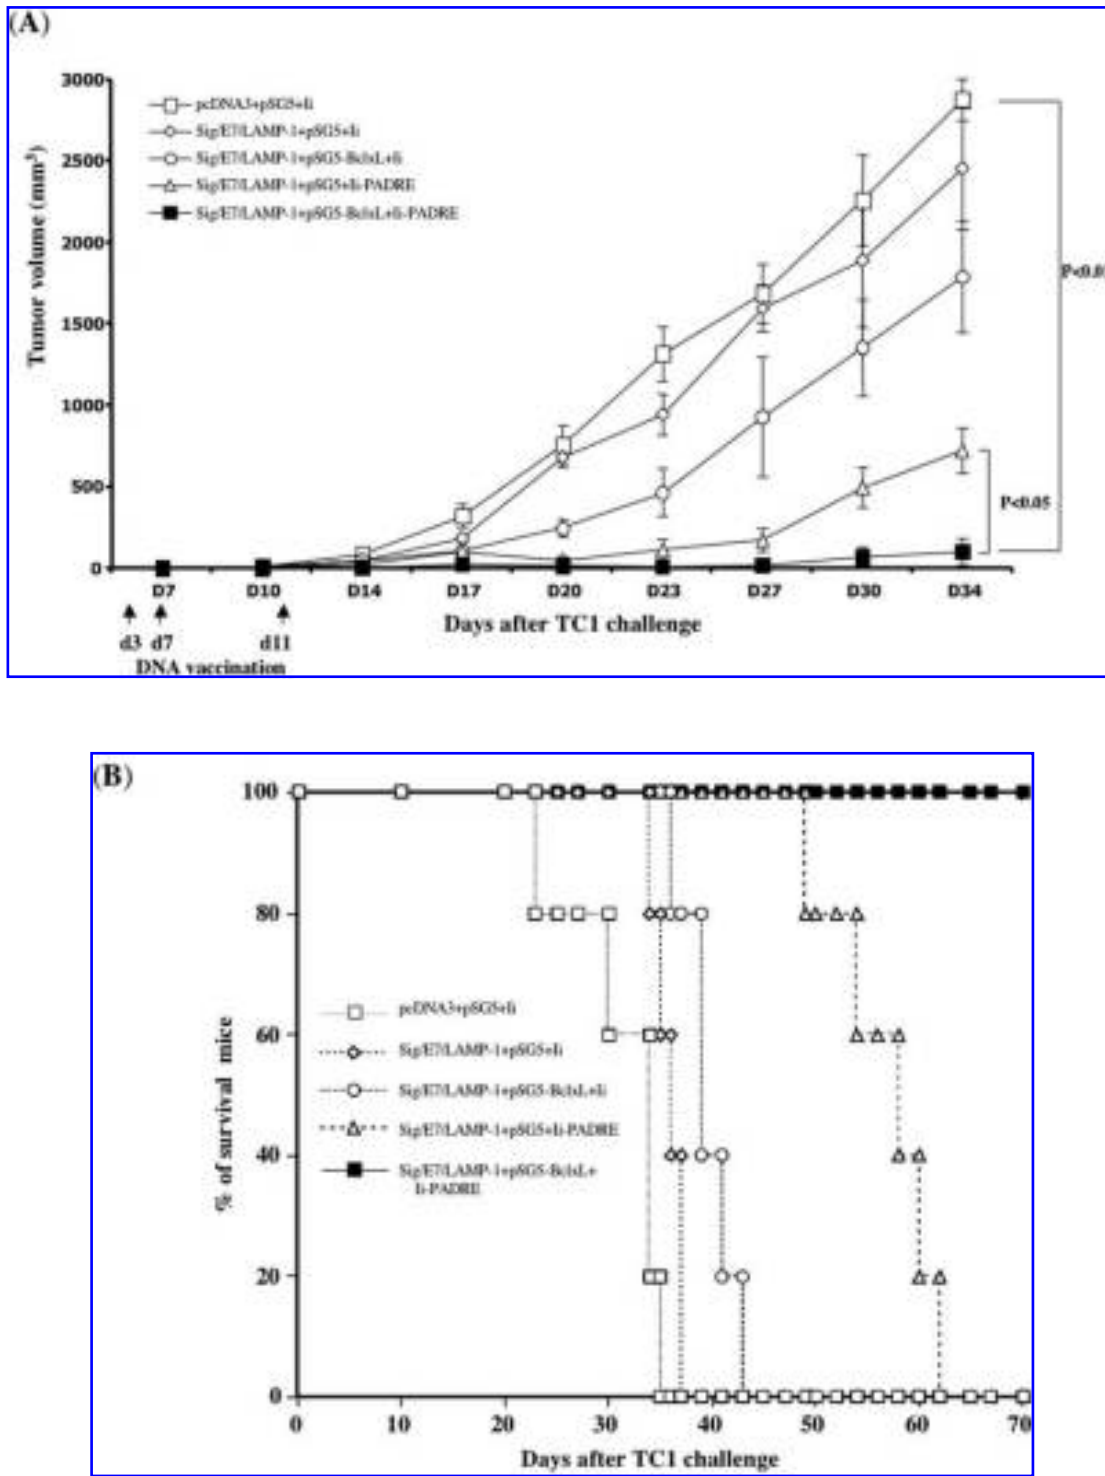 (A)
3000
2500
2000
1500
1000
500
0
Tumor volume (mm³)
pcDNA3+pSG5+Ii
Sig/E7/LAMP-1+pSG5+Ii
Sig/E7/LAMP-1+pSG5-BclxL+Ii
Sig/E7/LAMP-1+pSG5+Ii-PADRE
Sig/E7/LAMP-1+pSG5-BclxL+Ii-PADRE
P<0.0
P<0.05
D7 D10 D14 D17 D20 D23 D27 D30 D34
Days after TC1 challenge
d3 d7 d11
DNA vaccination
(B)
100
80
60
40
20
0
% of survival mice
pcDNA3+pSG5+Ii
Sig/E7/LAMP-1+pSG5+Ii
Sig/E7/LAMP-1+pSG5-BclxL+Ii
Sig/E7/LAMP-1+pSG5+Ii-PADRE
Sig/E7/LAMP-1+pSG5-BclxL+
Ii-PADRE
0 10 20 30 40 50 60 70
Days after TC1 challenge